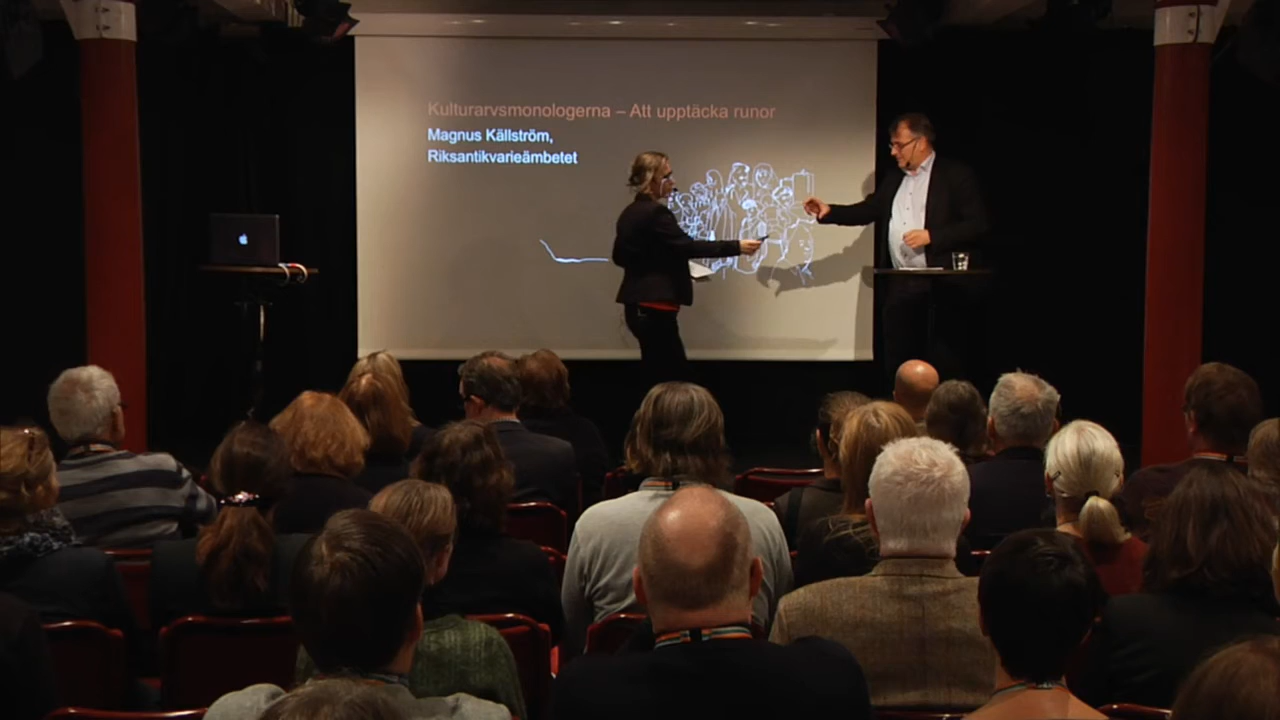 Kulturarvsmonologerna – Att upptäcka runor
Magnus Källström,
Riksantikvarieämbetet